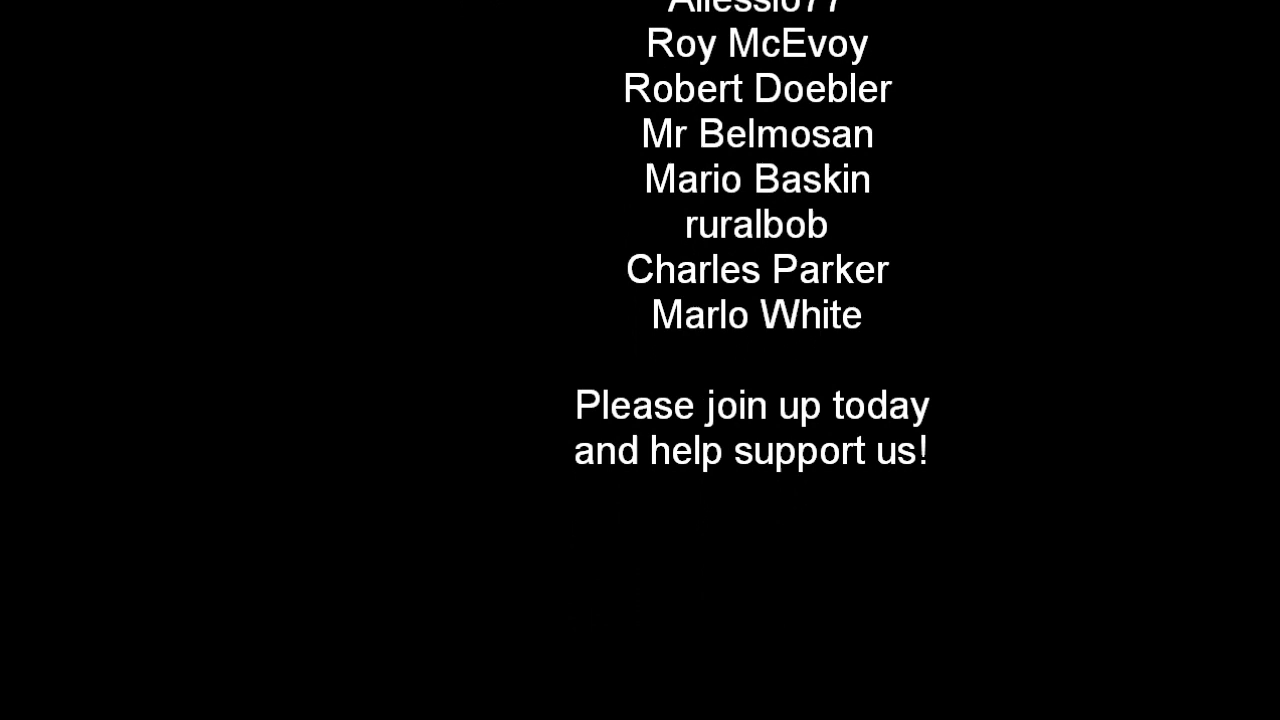 Roy McEvoy
Robert Doebler
Mr Belmosan
Mario Baskin
ruralbob
Charles Parker
Marlo White
Please join up today
and help support us!